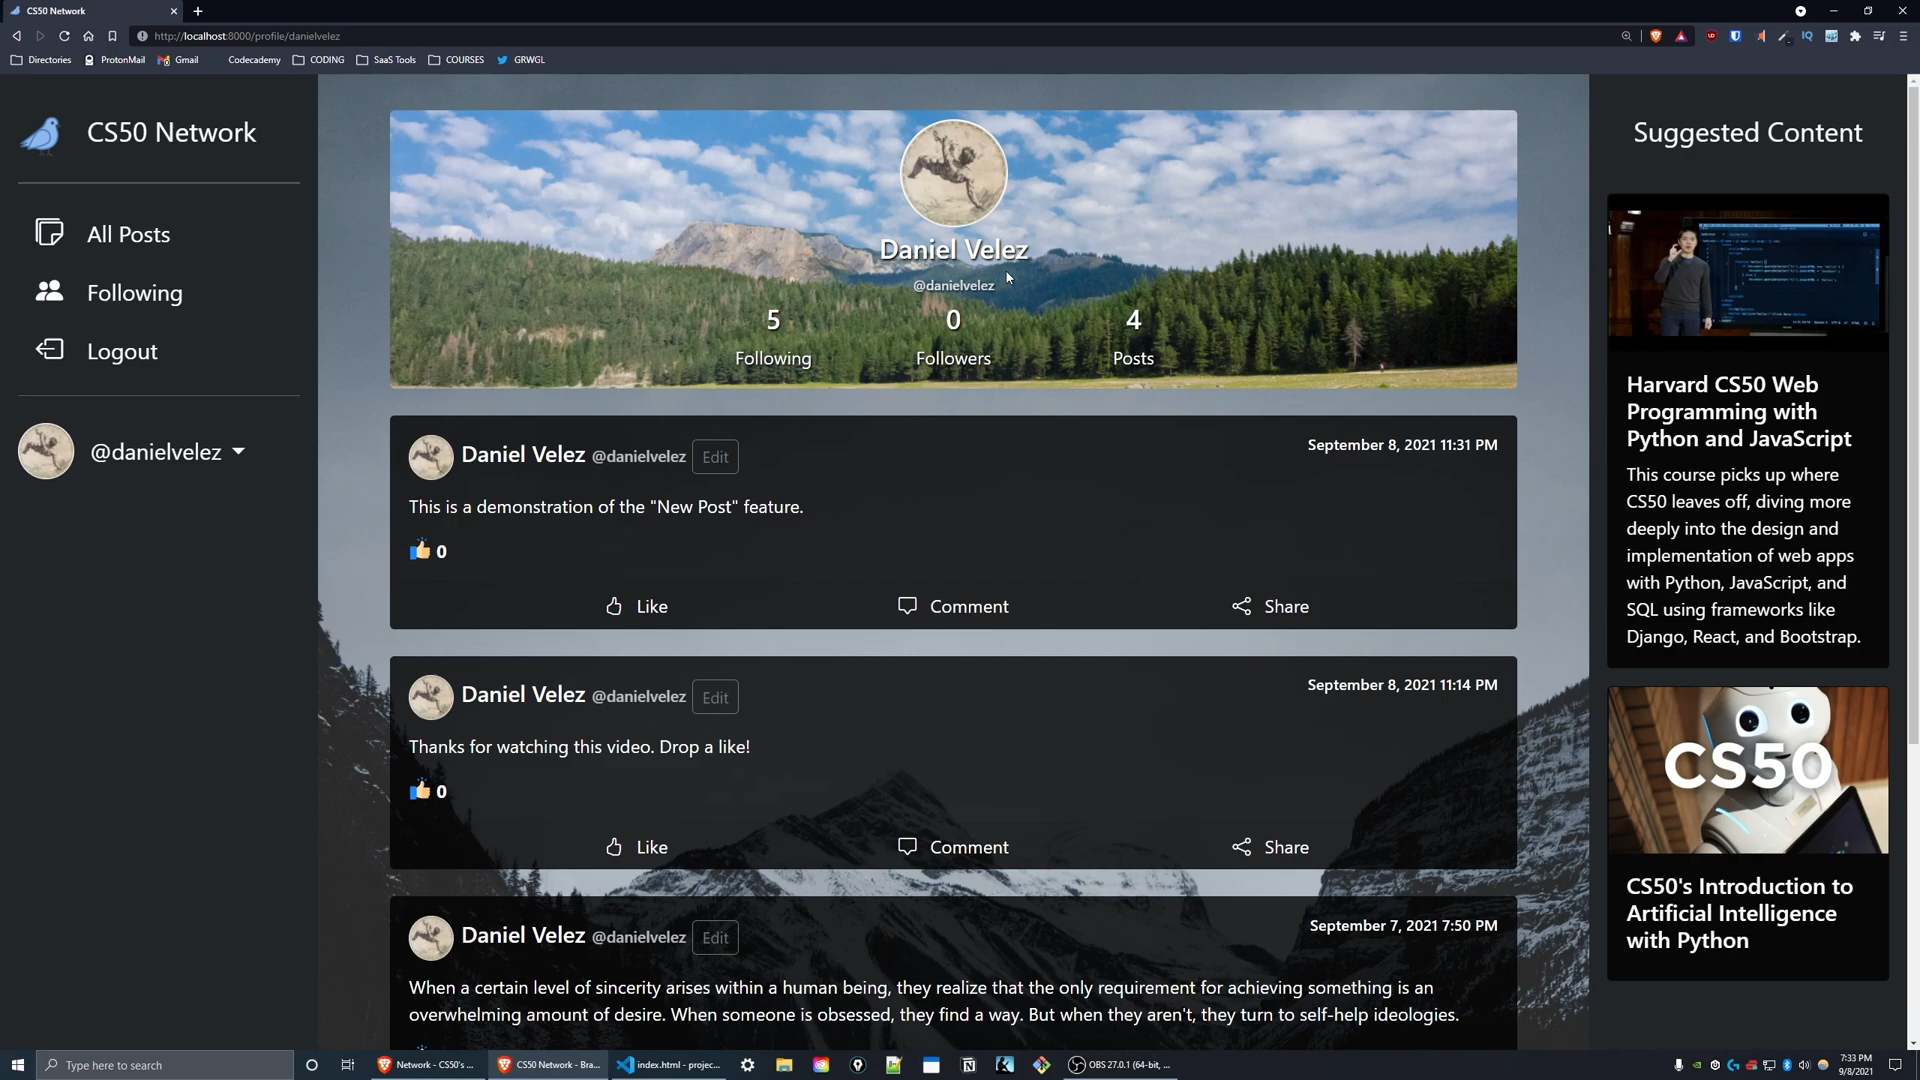 CS50 Network
http://localhost:8000/profile/danielvelez
Directories
ProtonMail
Gmail
Codecademy
CODING
SaaS Tools
COURSES
GRWGL
CS50 Network
All Posts
Following
Logout
@danielvelez
Daniel Velez
@danielvelez
5
0
4
Following
Followers
Posts
Daniel Velez @danielvelez Edit
September 8, 2021 11:31 PM
This is a demonstration of the "New Post" feature.
0
Like
Comment
Share
Daniel Velez @danielvelez Edit
September 8, 2021 11:14 PM
Thanks for watching this video. Drop a like!
0
Like
Comment
Share
Daniel Velez @danielvelez Edit
September 7, 2021 7:50 PM
When a certain level of sincerity arises within a human being, they realize that the only requirement for achieving something is an
overwhelming amount of desire. When someone is obsessed, they find a way. But when they aren't, they turn to self-help ideologies.
Suggested Content
Harvard CS50 Web
Programming with
Python and JavaScript
This course picks up where
CS50 leaves off, diving more
deeply into the design and
implementation of web apps
with Python, JavaScript, and
SQL using frameworks like
Django, React, and Bootstrap.
CS50
CS50's Introduction to
Artificial Intelligence
with Python
Type here to search
Network - CS50's ...
CS50 Network - Bra...
index.html - projec...
OBS 27.0.1 (64-bit, ...
7:33 PM
9/8/2021